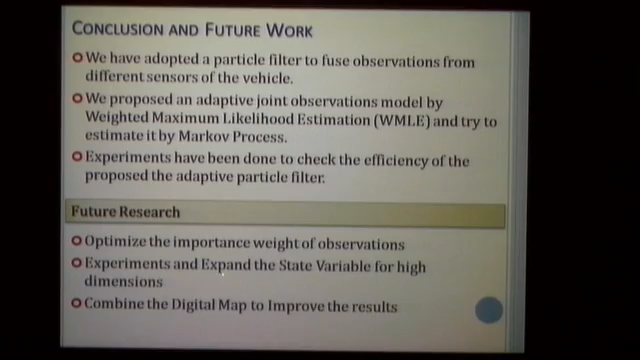 CONCLUSION AND FUTURE WORK
We have adopted a particle filter to fuse observations from
different sensors of the vehicle.
We proposed an adaptive joint observations model by
Weighted Maximum Likelihood Estimation (WMLE) and try to
estimate it by Markov Process.
Experiments have been done to check the efficiency of the
proposed the adaptive particle filter.
Future Research
Optimize the importance weight of observations
Experiments and Expand the State Variable for high
dimensions
Combine the Digital Map to Improve the results